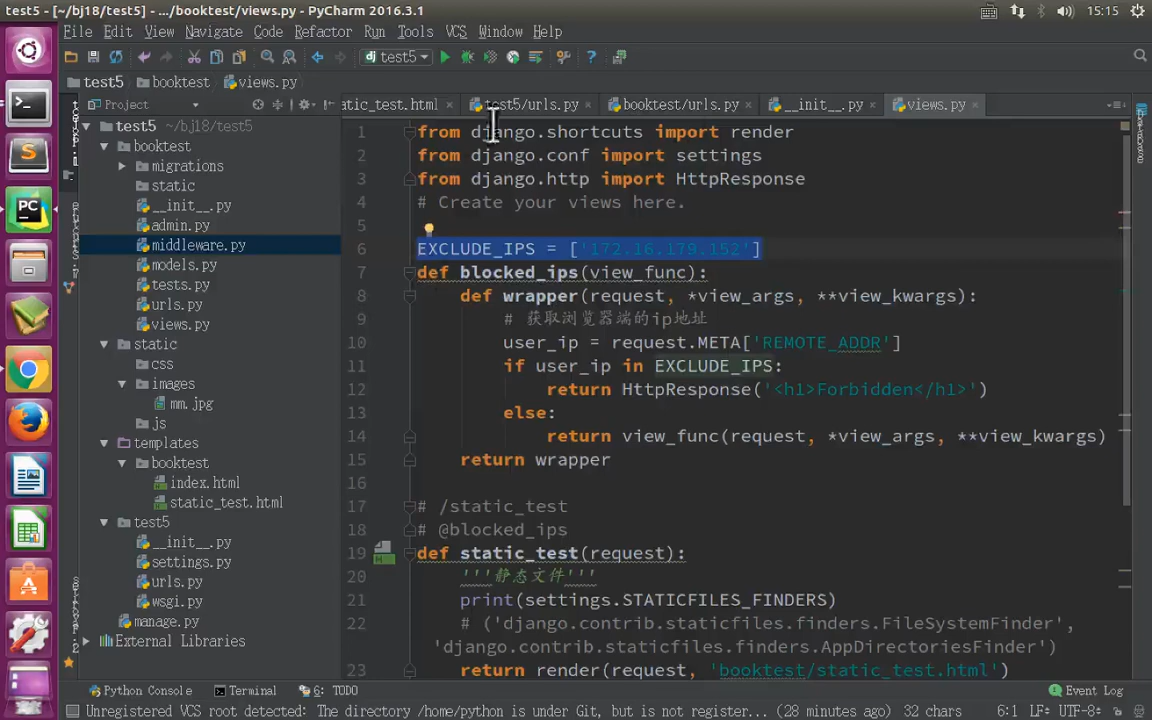 test5 - [~/bj18/test5] - .../booktest/views.py - PyCharm 2016.3.1
15:15
File Edit View Navigate Code Refactor Run Tools VCS Window Help
test5
test5 booktest views.py
Project
atic_test.html
test5/urls.py
booktest/urls.py
__init__.py
views.py
test5 ~/bj18/test5
booktest
migrations
static
__init__.py
admin.py
middleware.py
models.py
tests.py
urls.py
views.py
static
css
images
mm.jpg
js
templates
booktest
index.html
static_test.html
test5
__init__.py
settings.py
urls.py
wsgi.py
manage.py
External Libraries
1 from django.shortcuts import render
2 from django.conf import settings
3 from django.http import HttpResponse
4 # Create your views here.
5
6 EXCLUDE_IPS = ['172.16.179.152']
7 def blocked_ips(view_func):
8 def wrapper(request, *view_args, **view_kwargs):
9 # 获取浏览器端的ip地址
10 user_ip = request.META['REMOTE_ADDR']
11 if user_ip in EXCLUDE_IPS:
12 return HttpResponse('<h1>Forbidden</h1>')
13 else:
14 return view_func(request, *view_args, **view_kwargs)
15 return wrapper
16
17 # /static_test
18 # @blocked_ips
19 def static_test(request):
20 '''静态文件'''
21 print(settings.STATICFILES_FINDERS)
22 # ('django.contrib.staticfiles.finders.FileSystemFinder',
'django.contrib.staticfiles.finders.AppDirectoriesFinder')
23 return render(request, 'booktest/static_test.html')
Python Console
Terminal
6: TODO
Event Log
Unregistered VCS root detected: The directory /home/python is under Git, but is not register... (28 minutes ago)
32 chars
6:1
LF÷
UTF-8÷